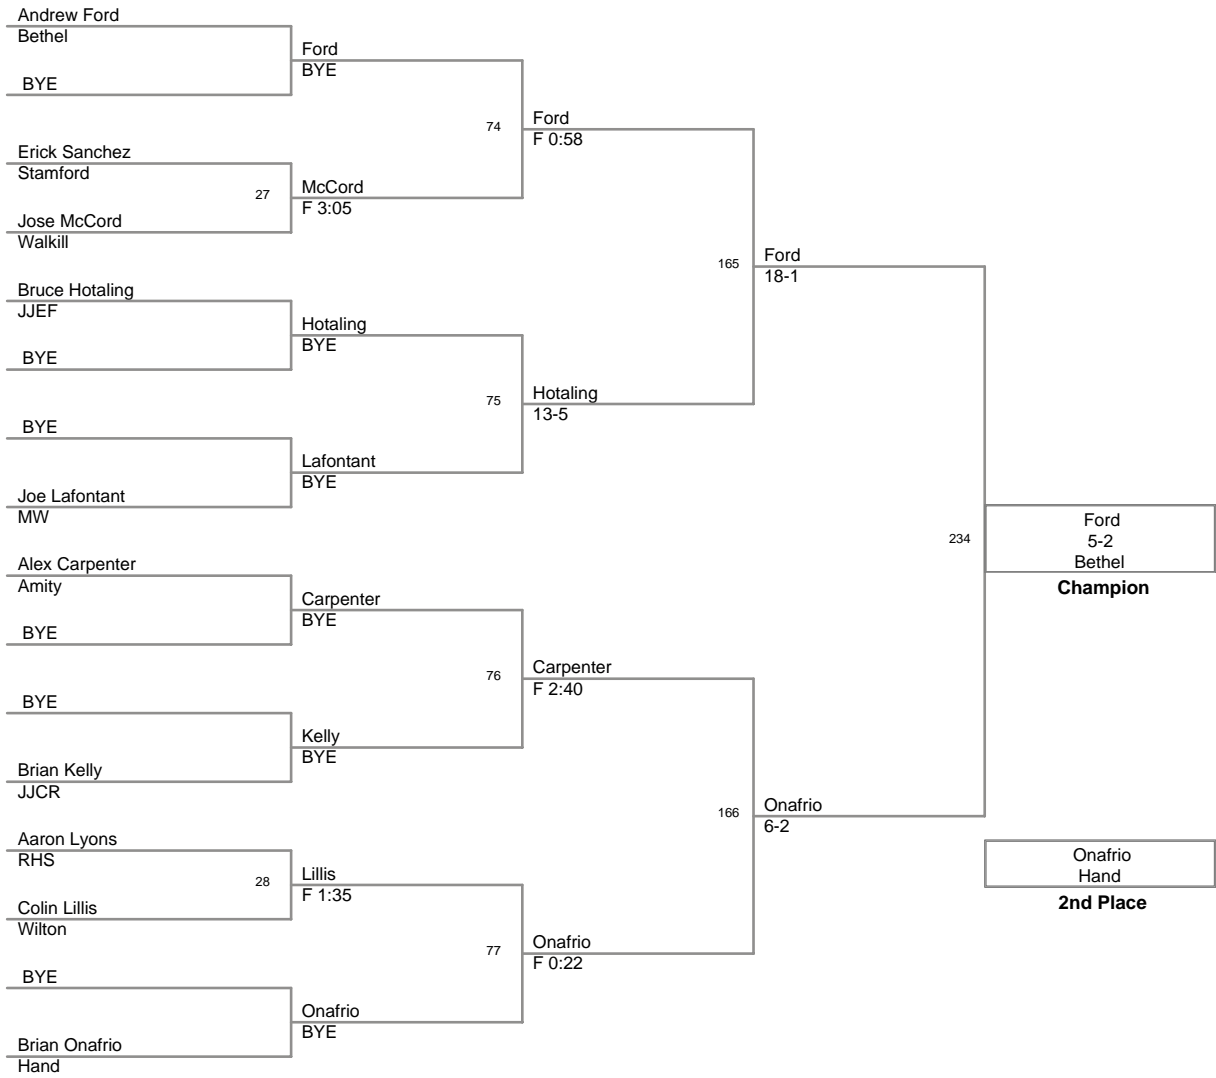 Andrew Ford
Bethel
BYE
Erick Sanchez
Stamford
27
Jose McCord
Walkill
Bruce Hotaling
JJEF
BYE
BYE
Joe Lafontant
MW
Alex Carpenter
Amity
BYE
BYE
Brian Kelly
JJCR
Aaron Lyons
RHS
28
Colin Lillis
Wilton
BYE
Brian Onafrio
Hand
Ford
BYE
74
McCord
F 3:05
Hotaling
BYE
75
Lafontant
BYE
Carpenter
BYE
76
Kelly
BYE
Lillis
F 1:35
77
Onafrio
BYE
Ford
F 0:58
165
Hotaling
13-5
Carpenter
F 2:40
166
Onafrio
F 0:22
Ford
18-1
234
Onafrio
6-2
Ford
5-2
Bethel
Champion
Onafrio
Hand
2nd Place